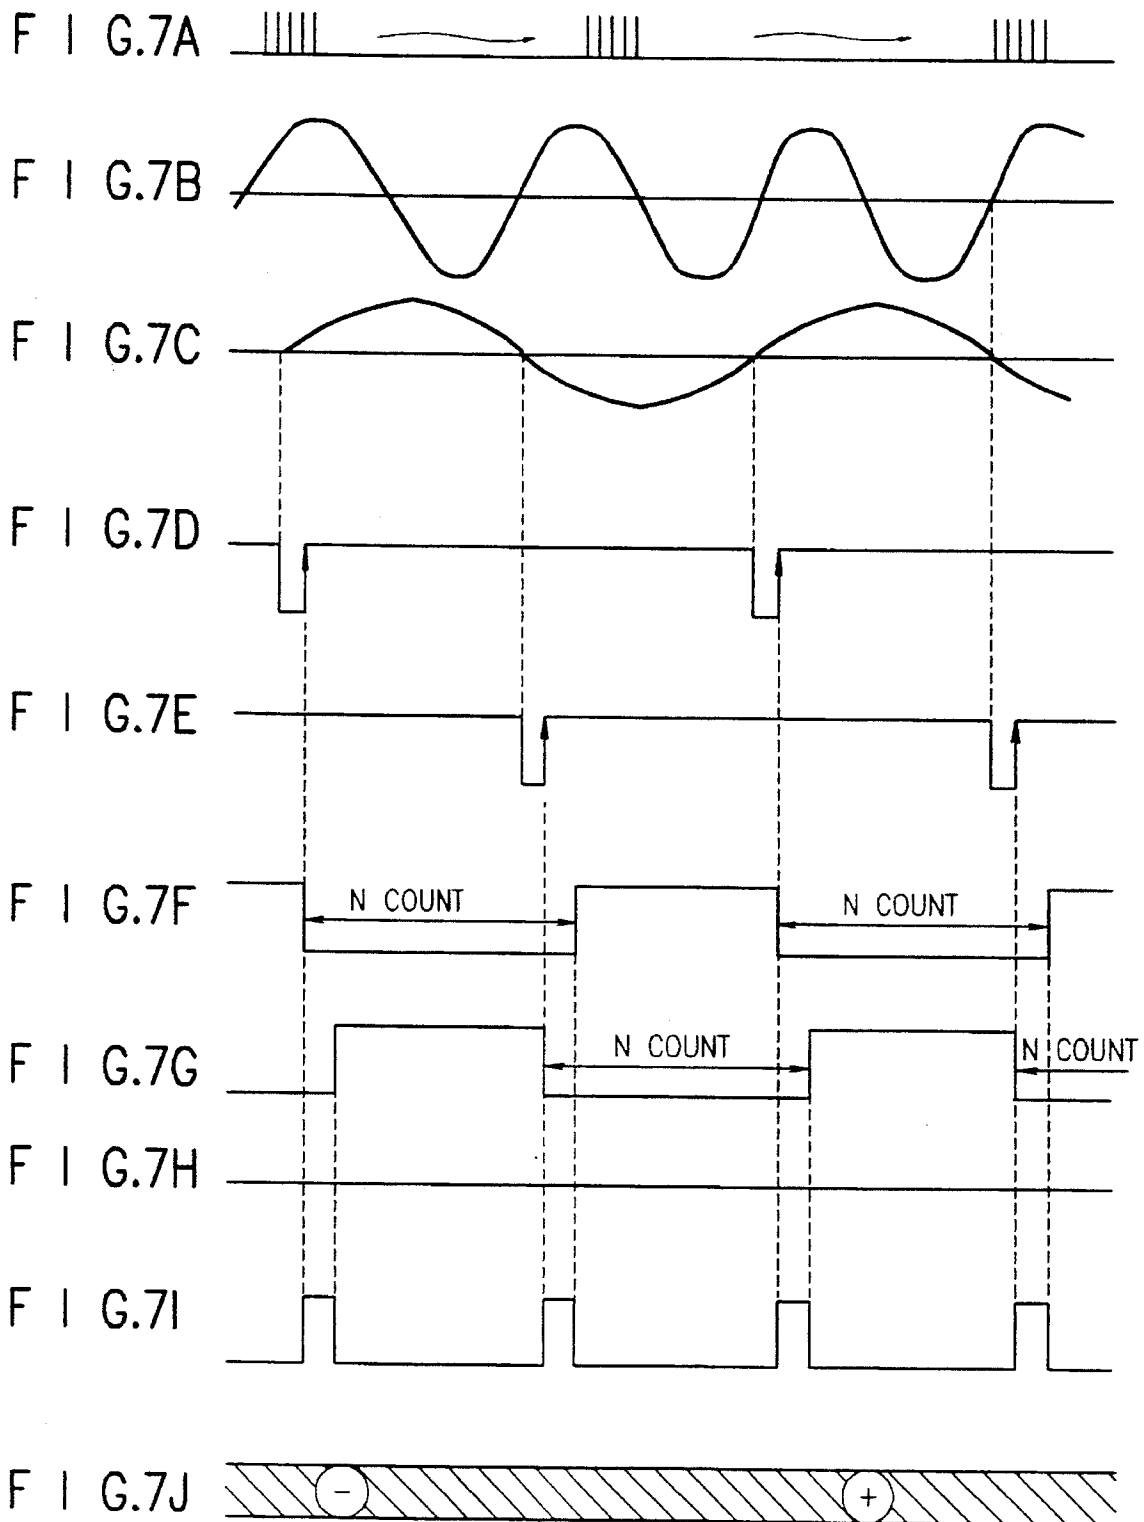 F I G.7A
F I G.7B
F I G.7C
F I G.7D
F I G.7E
F I G.7F
N COUNT
N COUNT
F I G.7G
N COUNT
N COUNT
F I G.7H
F I G.7I
F I G.7J
-
+